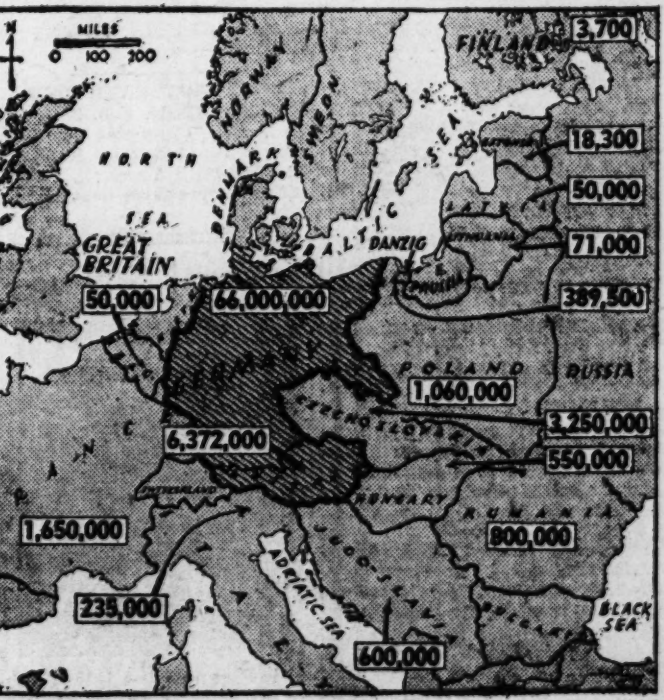 N
MILES
0 100 200
3,700
FINLAND
NORWAY
SWEDEN
18,300
NORTH
SEA
BALTIC
SEA
DENMARK
50,000
LATVIA
GREAT
BRITAIN
DANZIG
LITHUANIA
71,000
E.
PRUSSIA
50,000
66,000,000
389,500
GERMANY
POLAND
RUSSIA
1,060,000
CZECHOSLOVAKIA
3,250,000
6,372,000
550,000
SWITZERLAND
HUNGARY
RUMANIA
1,650,000
800,000
JUGO-SLAVIA
ITALY
ADRIATIC SEA
235,000
BULGARIA
BLACK
SEA
600,000